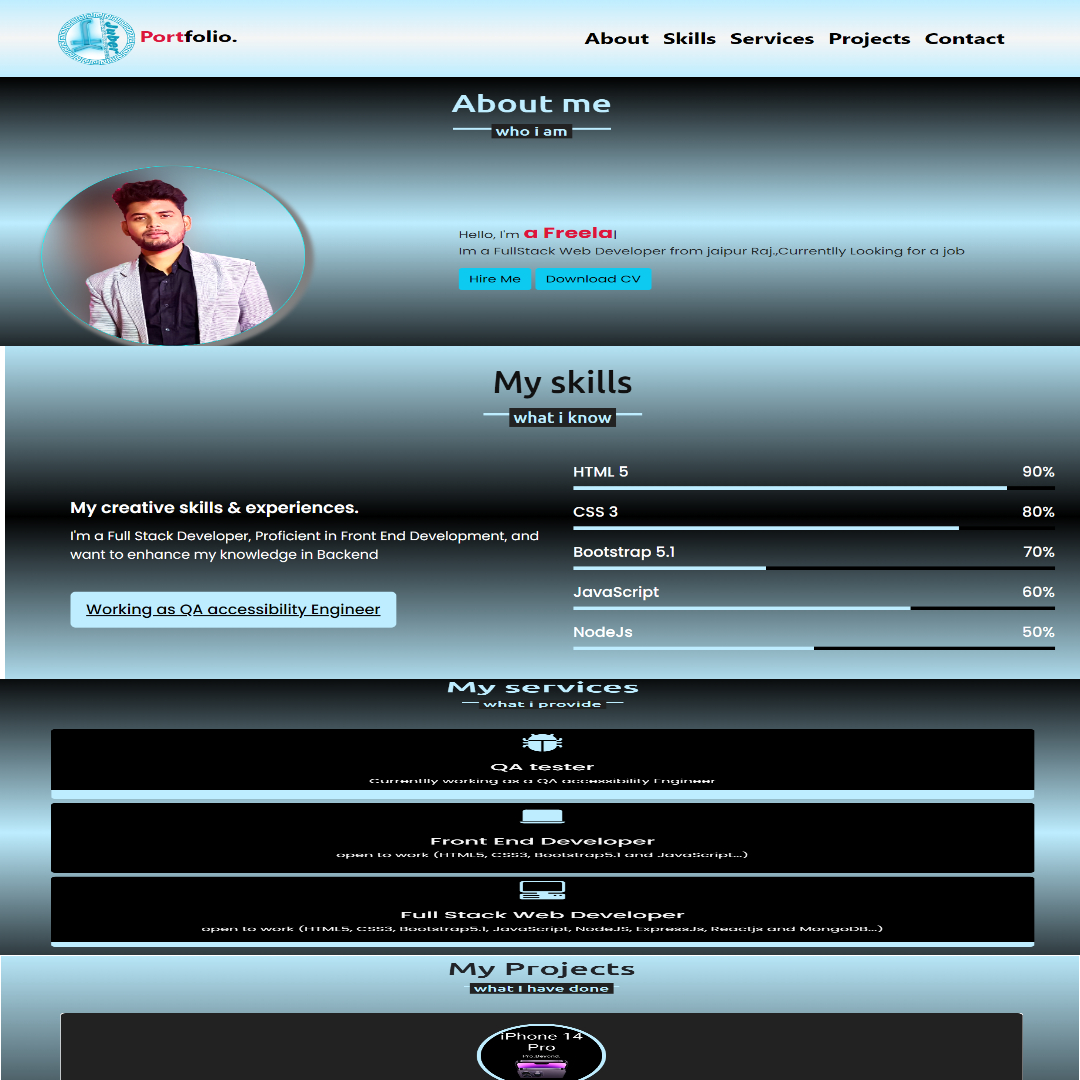 Juber
Portfolio.
About Skills Services Projects Contact
About me
who i am
Hello, I'm a Freela|
Im a FullStack Web Developer from jaipur Raj.,Currentlly Looking for a job
Hire Me Download CV
My skills
what i know
My creative skills & experiences.
I'm a Full Stack Developer, Proficient in Front End Development, and
want to enhance my knowledge in Backend
Working as QA accessibility Engineer
HTML 5 90%
CSS 3 80%
Bootstrap 5.1 70%
JavaScript 60%
NodeJs 50%
My services
what i provide
QA tester
Currentlly working as a QA accessibility Engineer
Front End Developer
open to work (HTML5, CSS3, Bootstrap5.1 and JavaScript...)
Full Stack Web Developer
open to work (HTML5, CSS3, Bootstrap5.1, JavaScript, NodeJS, ExpressJs, Reactjs and MongoDB...)
My Projects
what I have done
iPhone 14
Pro
Pro.Beyond.